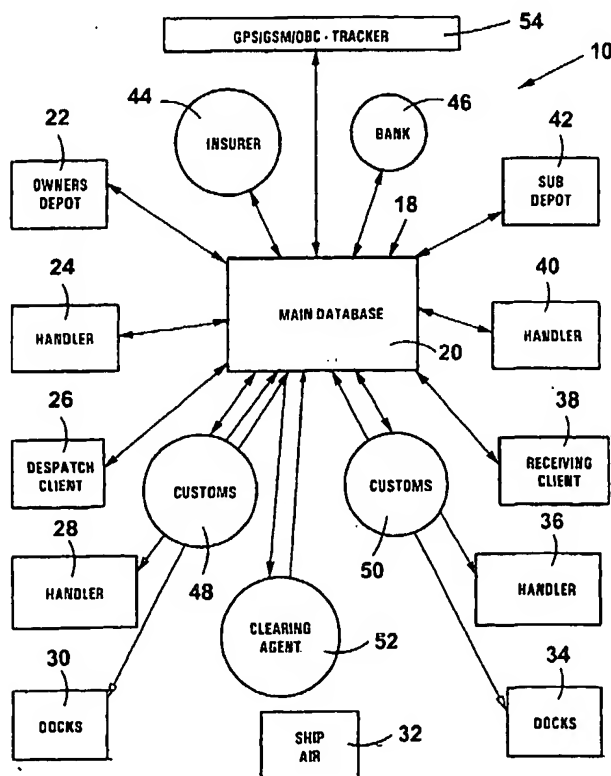 GPS/GSM/OBC - TRACKER
54
10
44
INSURER
46
BANK
22
OWNERS
DEPOT
42
SUB
DEPOT
18
24
HANDLER
MAIN DATABASE
20
40
HANDLER
26
DESPATCH
CLIENT
CUSTOMS
48
CUSTOMS
50
38
RECEIVING
CLIENT
28
HANDLER
36
HANDLER
CLEARING
AGENT
52
30
DOCKS
34
DOCKS
SHIP
AIR
32